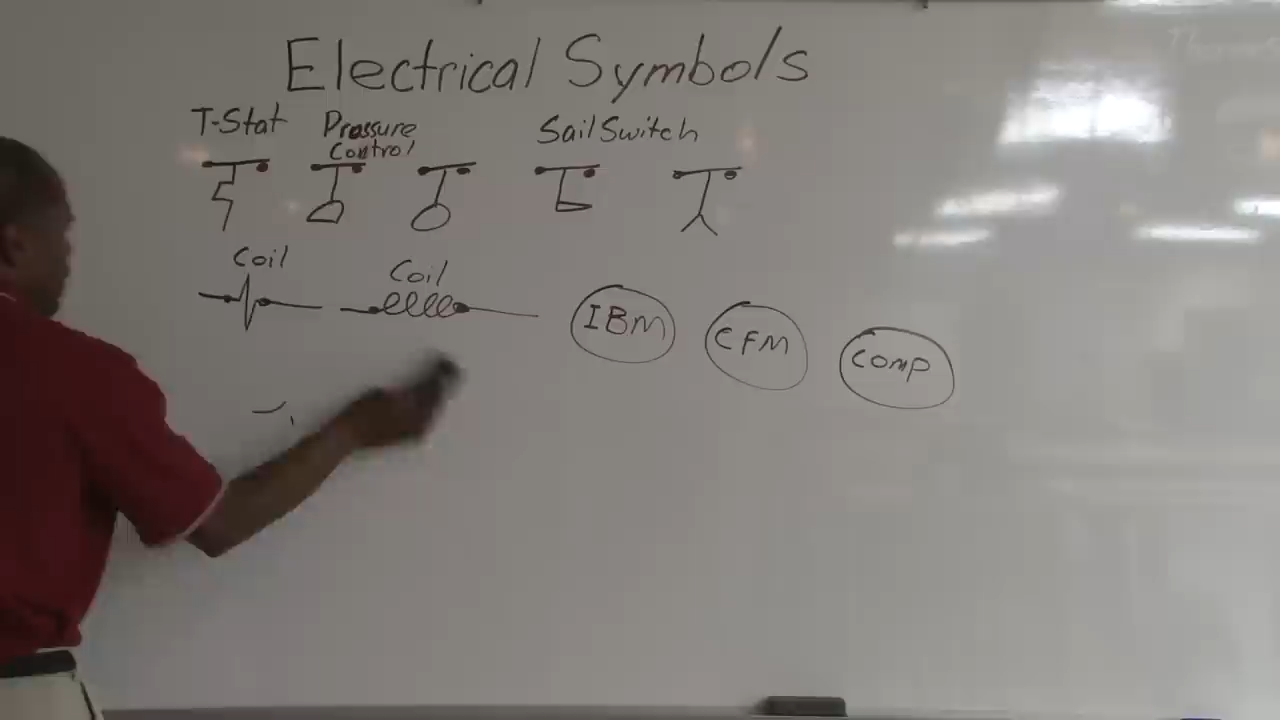 Electrical Symbols
T-Stat
Pressure
Control
Sail Switch
Coil
Coil
IBM
CFM
COMP